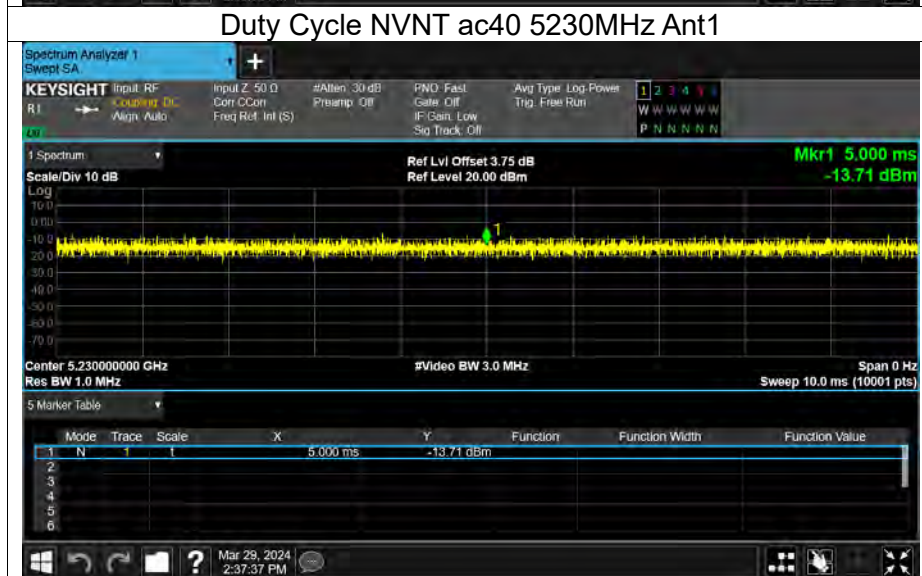 Duty Cycle NVNT ac40 5230MHz Ant1
Spectrum Analyzer 1
Swept SA
+
KEYSIGHT Input: RF Input Z: 50 Ω #Atten: 30 dB PNO: Fast Avg Type: Log-Power 1 2 3 4 5 6
Coupling: DC Corr CCorr Preamp: Off Gate: Off Trig: Free Run W W W W W W
Align: Auto Freq Ref: Int (S) IF Gain: Low
Sig Track: Off P N N N N N
1 Spectrum Ref Lvl Offset 3.75 dB Mkr1 5.000 ms
Scale/Div 10 dB Ref Level 20.00 dBm -13.71 dBm
Log
10.0
0.00
-10.0
-20.0
-30.0
-40.0
-50.0
-60.0
-70.0
1
Center 5.230000000 GHz #Video BW 3.0 MHz Span 0 Hz
Res BW 1.0 MHz Sweep 10.0 ms (10001 pts)
5 Marker Table
Mode Trace Scale X Y Function Function Width Function Value
1 N 1 t 5.000 ms -13.71 dBm
2
3
4
5
6
? Mar 29, 2024
2:37:37 PM